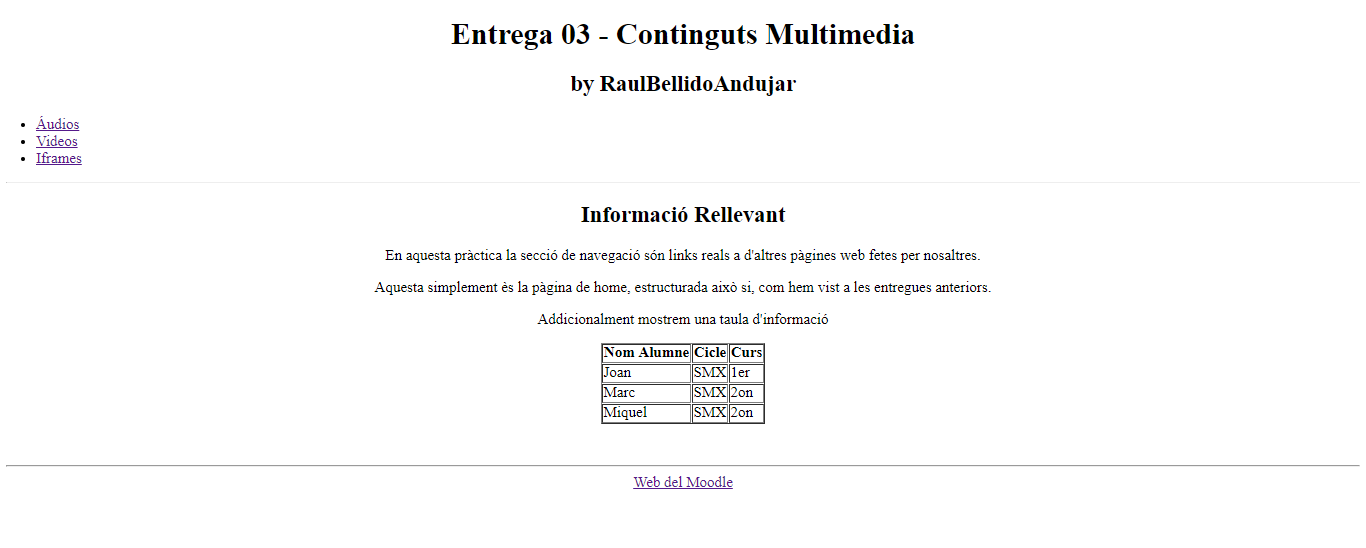 Entrega 03 - Continguts Multimedia
by RaulBellidoAndujar
Áudios
Videos
Iframes
Informació Rellevant
En aquesta pràctica la secció de navegació són links reals a d'altres pàgines web fetes per nosaltres.
Aquesta simplement ès la pàgina de home, estructurada això si, com hem vist a les entregues anteriors.
Addicionalment mostrem una taula d'informació
Nom Alumne Cicle Curs
Joan SMX 1er
Marc SMX 2on
Miquel SMX 2on
Web del Moodle